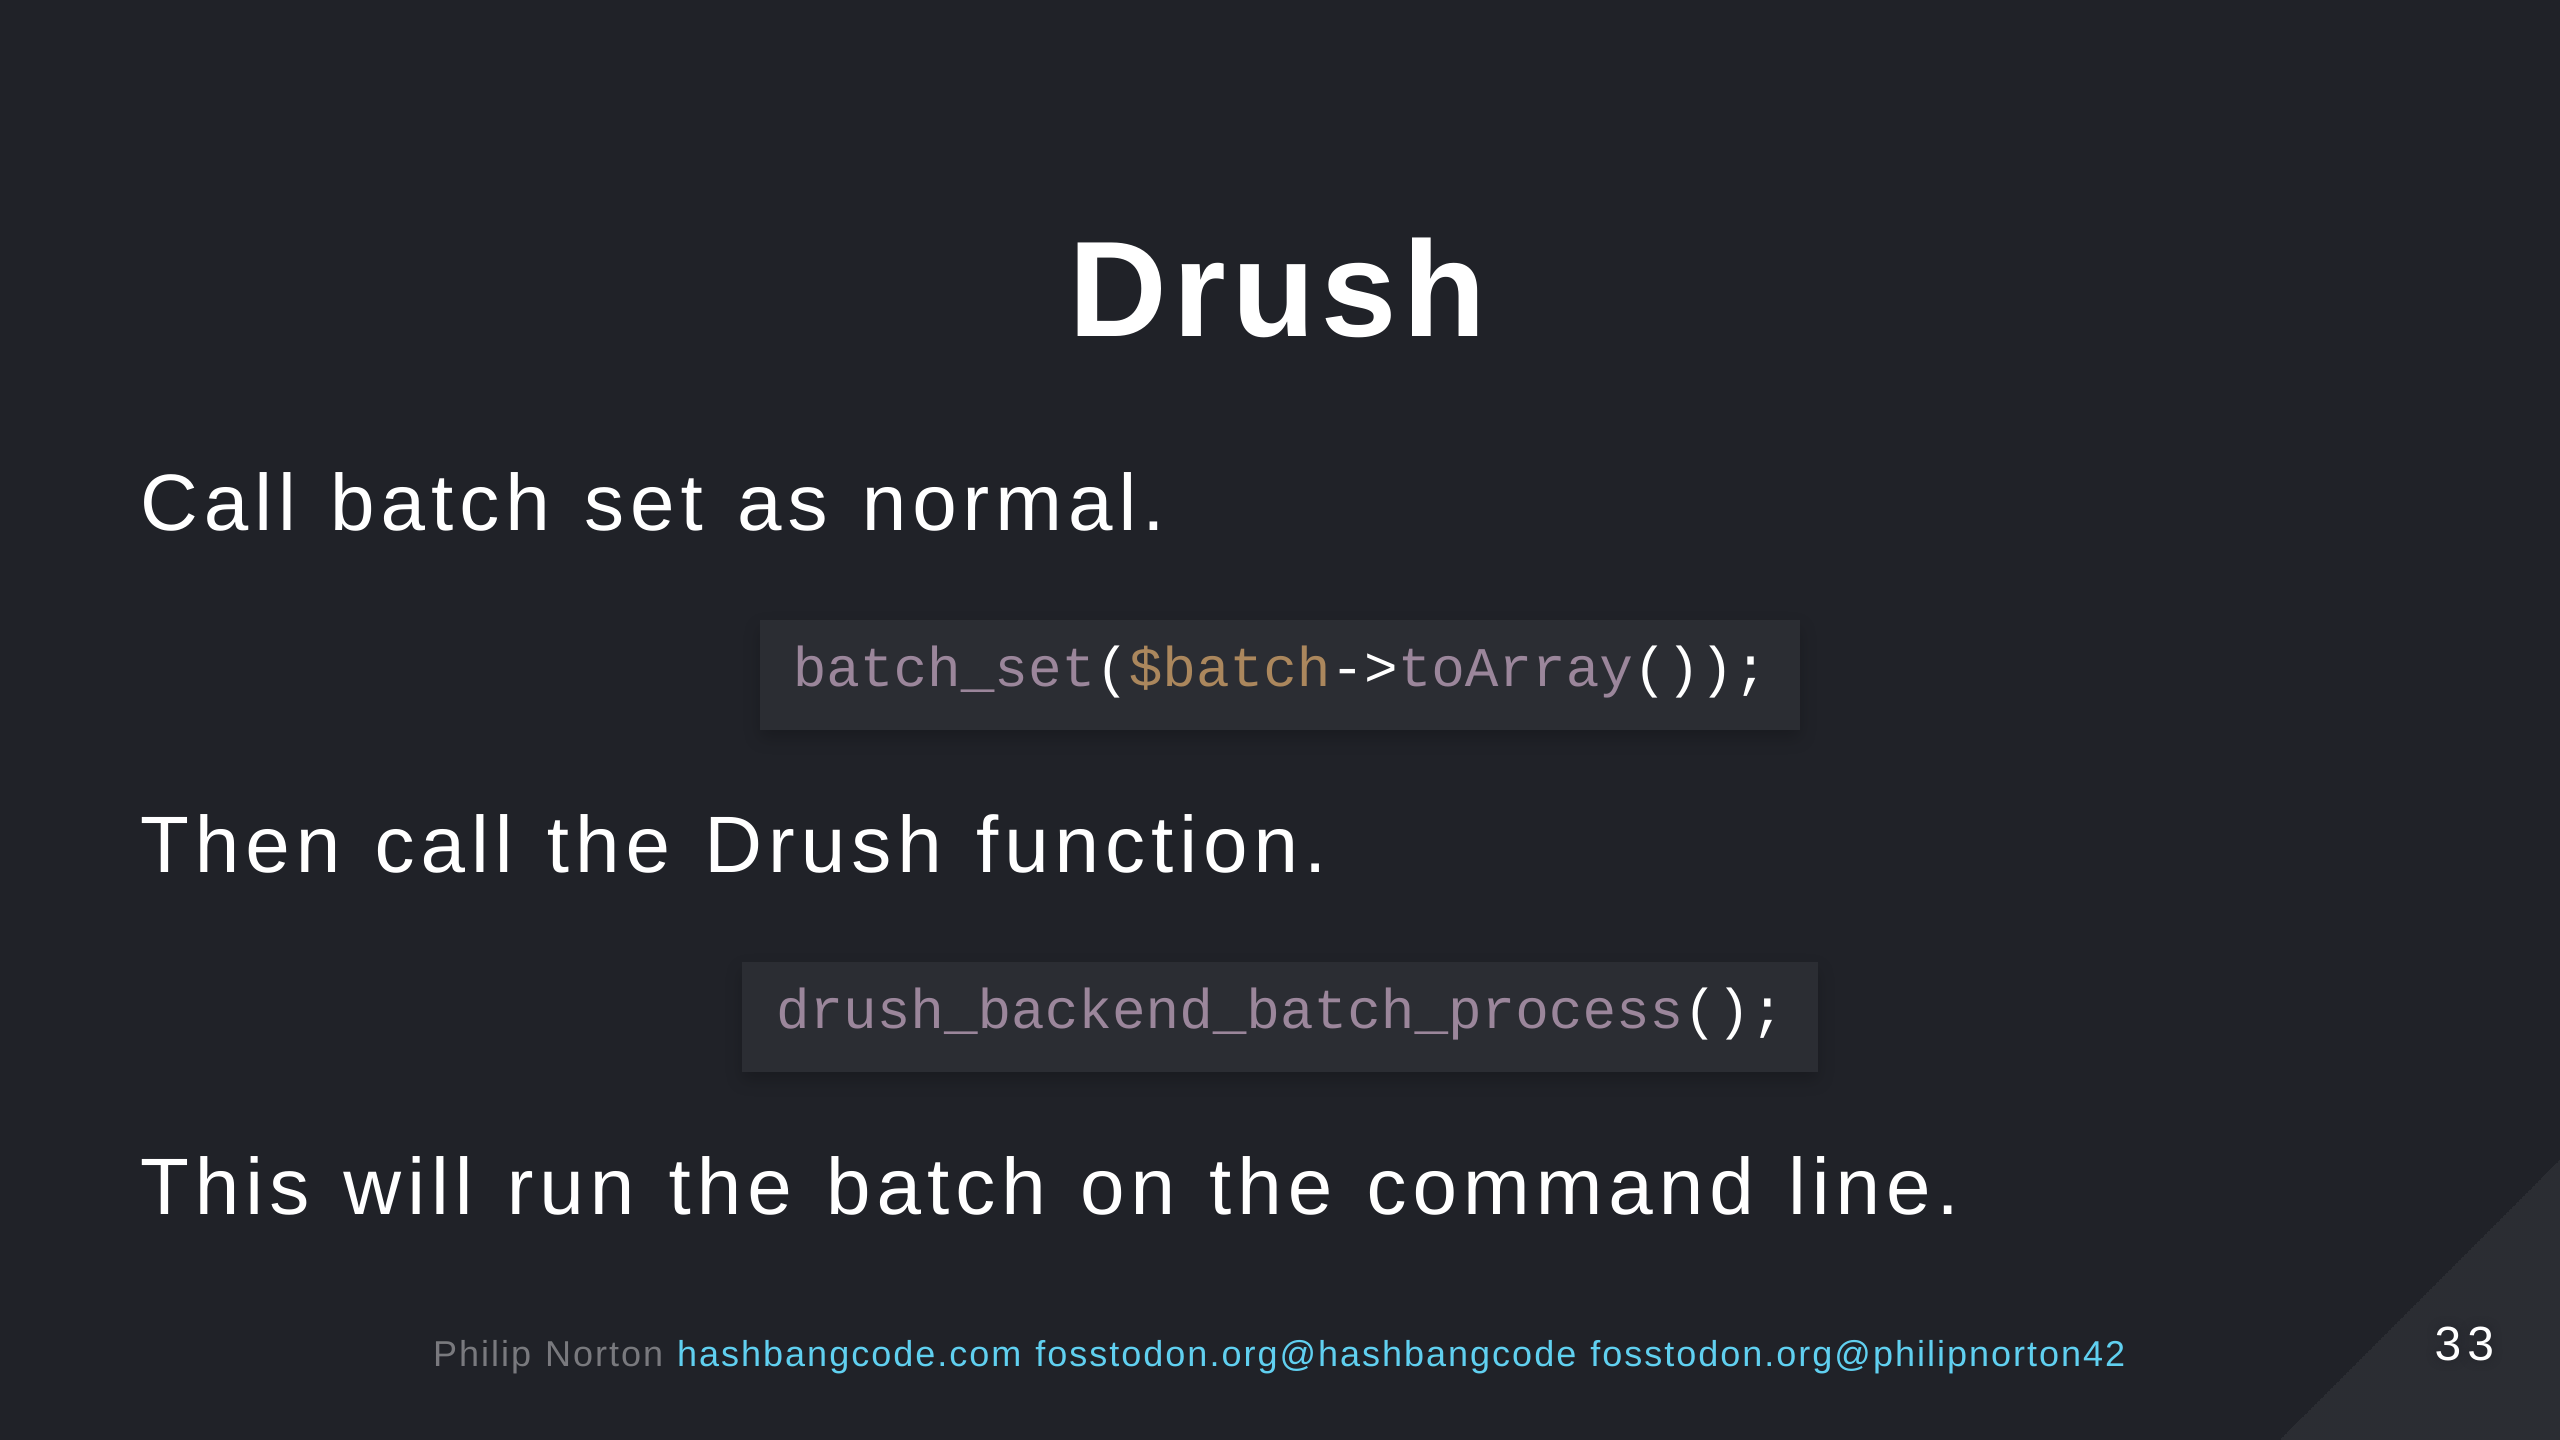 Drush
Call batch set as normal.
batch_set($batch->toArray());
Then call the Drush function.
drush_backend_batch_process();
This will run the batch on the command line.
Philip Norton hashbangcode.com fosstodon.org@hashbangcode fosstodon.org@philipnorton42
33